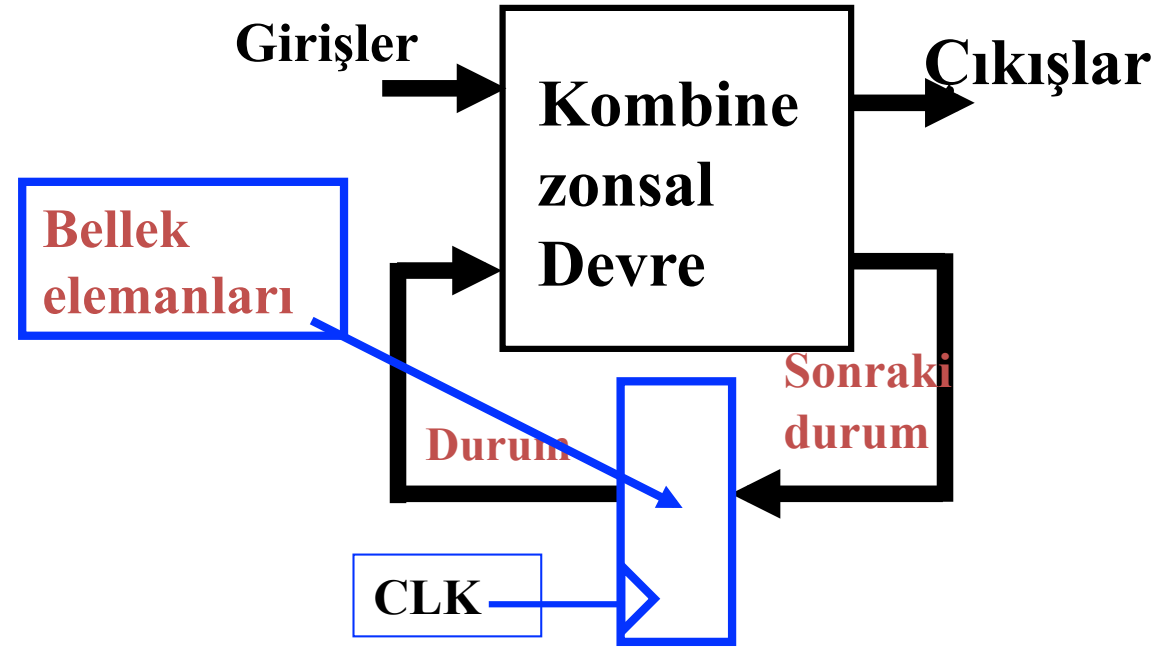 Girişler
Çıkışlar
Kombine
zonsal
Devre
Bellek
elemanları
Sonraki
durum
Durum
CLK